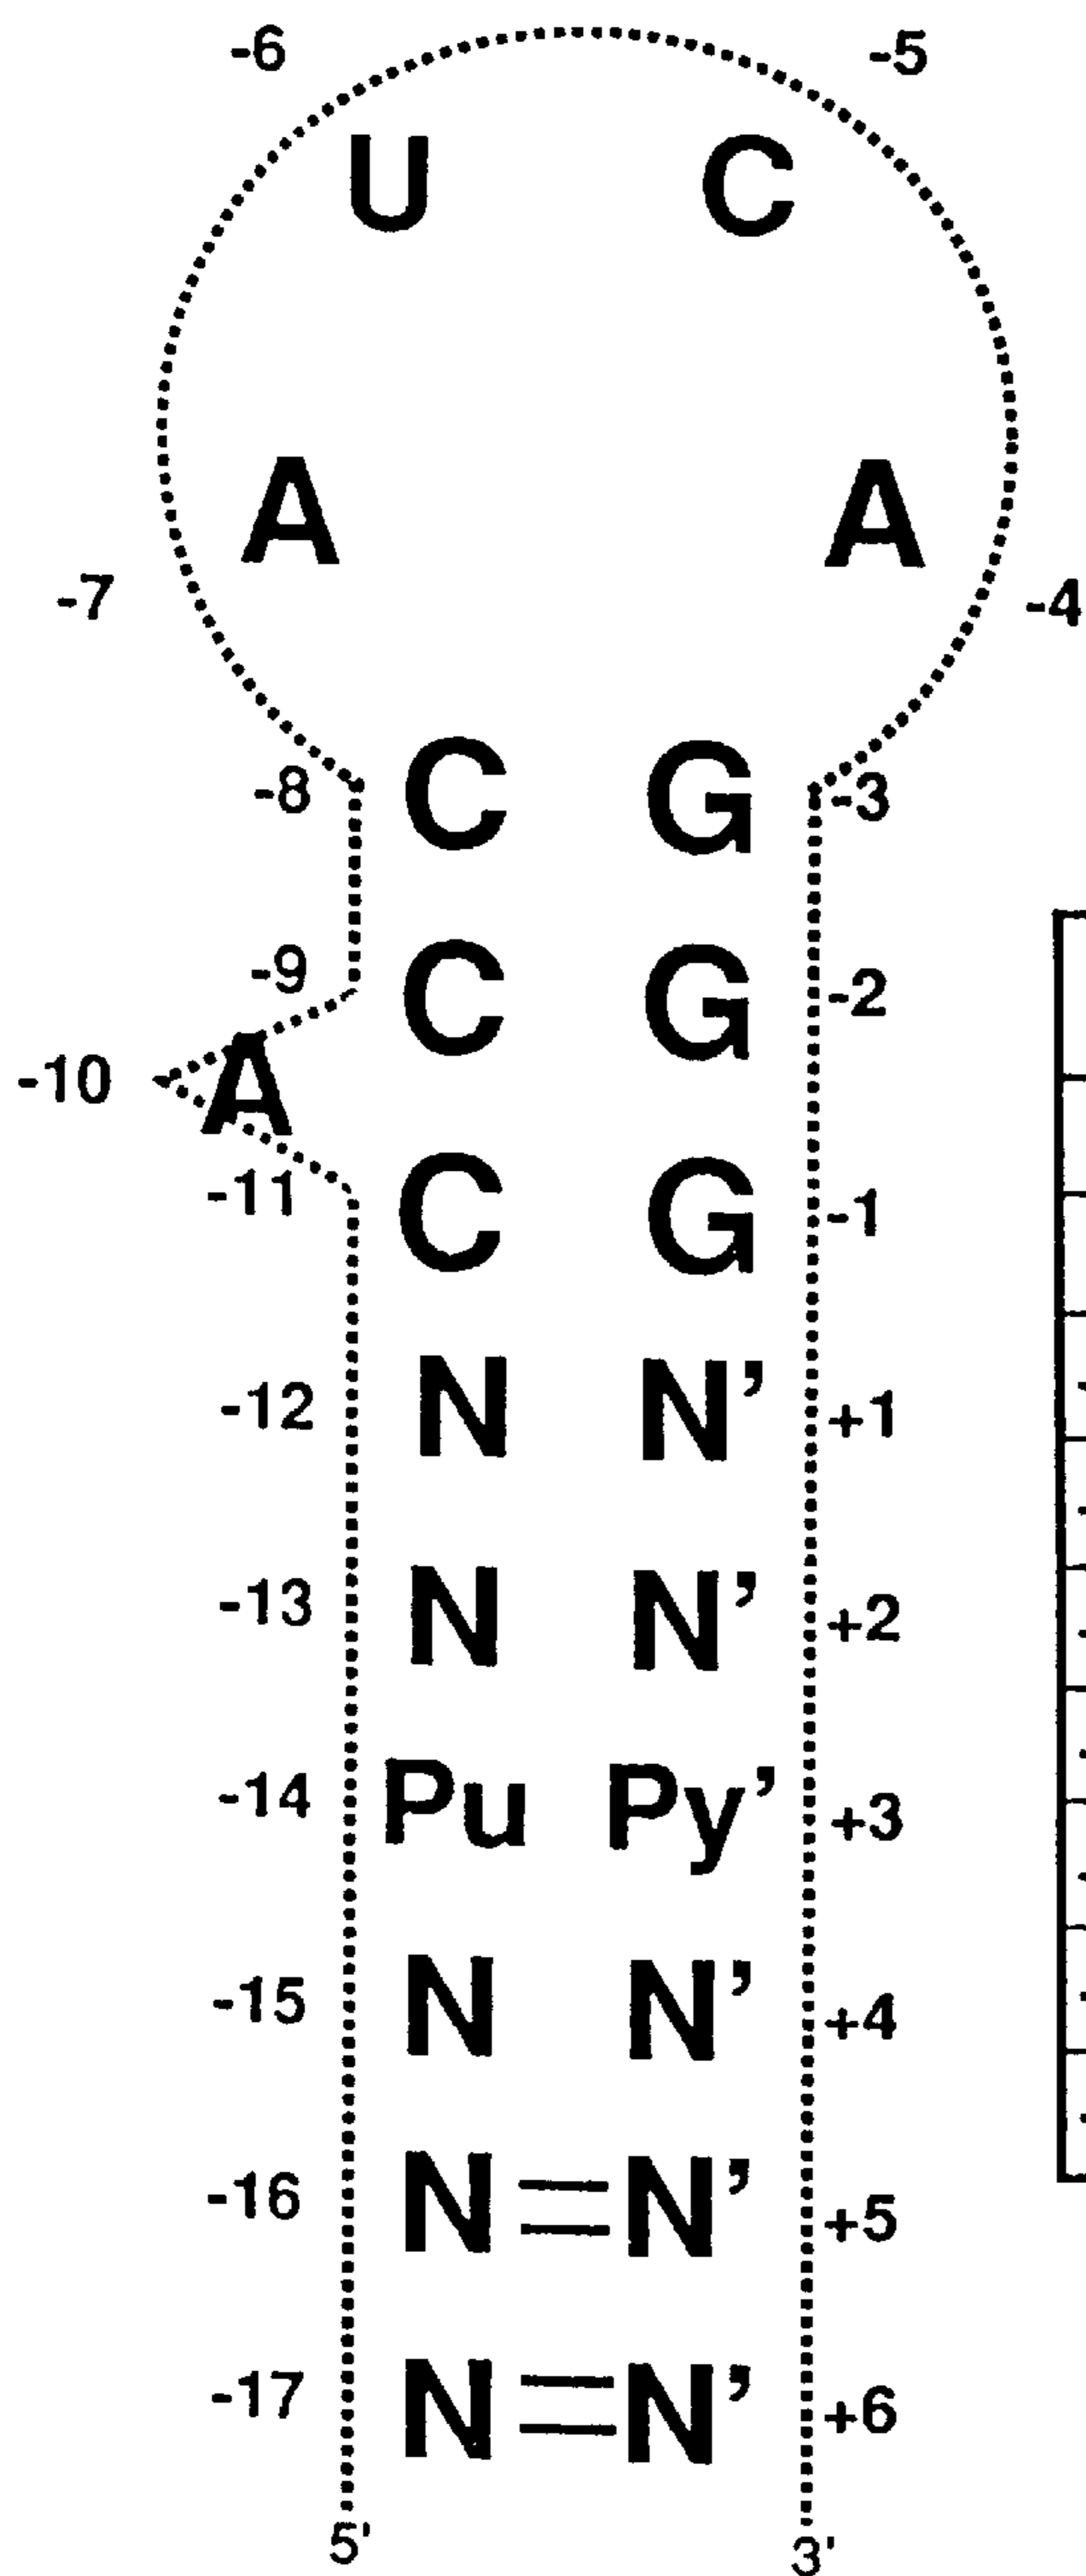 -6 -5
U C
A A
-7 -4
-8 C G -3
-9 C G -2
-10 A
-11 C G -1
-12 N N’ +1
-13 N N’ +2
-14 Pu Py’ +3
-15 N N’ +4
-16 N N’ +5
-17 N N’ +6
5' 3'